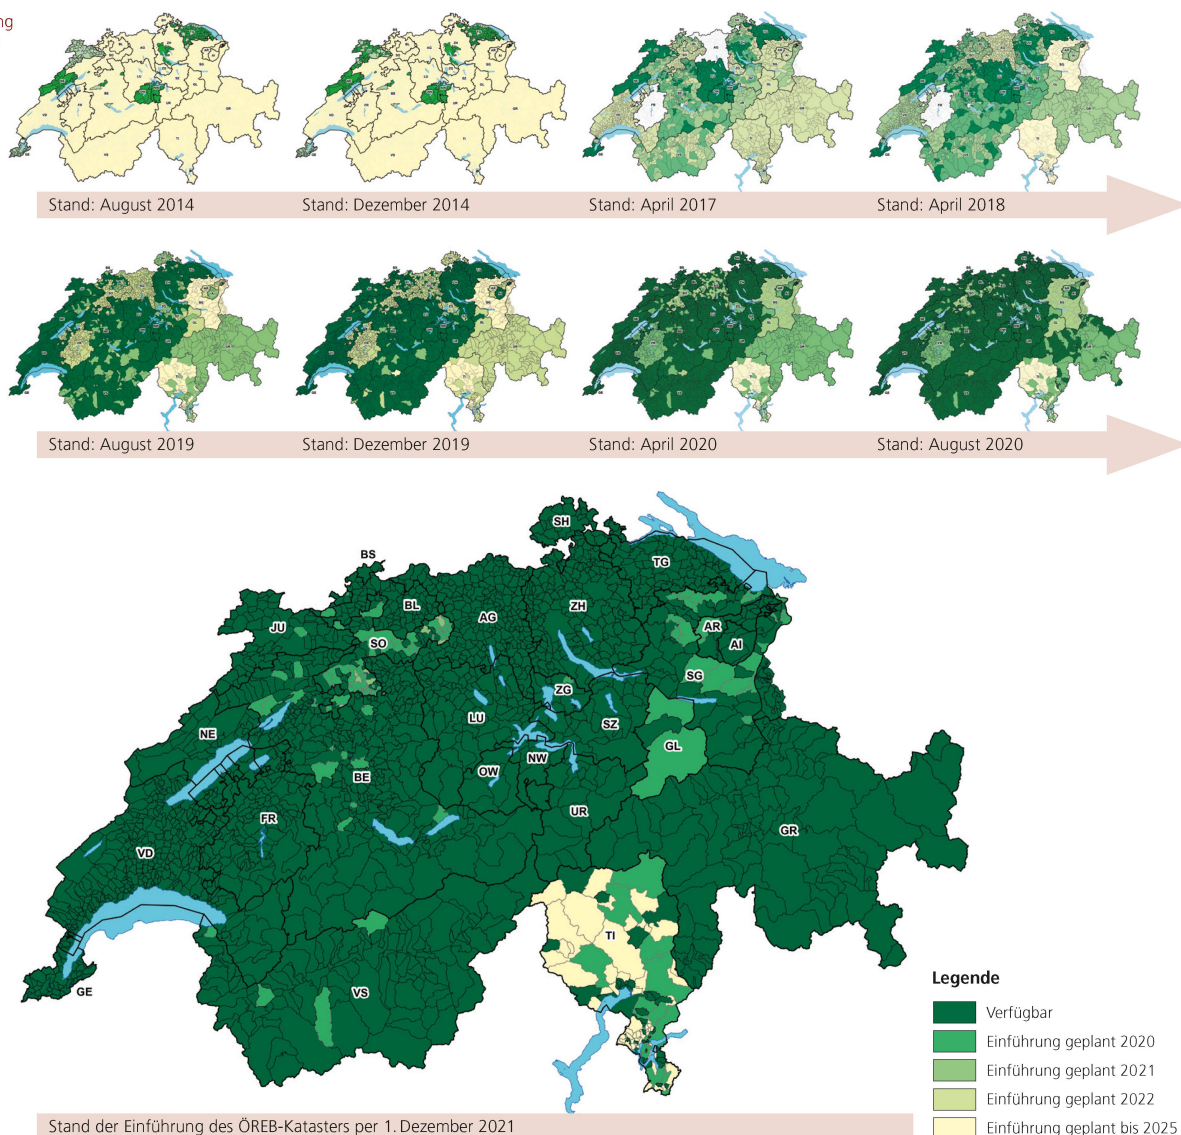 ng
Stand: August 2014
Stand: Dezember 2014
Stand: April 2017
Stand: April 2018
Stand: August 2019
Stand: Dezember 2019
Stand: April 2020
Stand: August 2020
SH
BS
TG
BL
AG
ZH
JU
SO
AR
AI
SG
ZG
LU
SZ
NE
NW
GL
OW
BE
UR
FR
GR
VD
TI
VS
GE
Legende
Verfügbar
Einführung geplant 2020
Einführung geplant 2021
Einführung geplant 2022
Einführung geplant bis 2025
Stand der Einführung des ÖREB-Katasters per 1. Dezember 2021